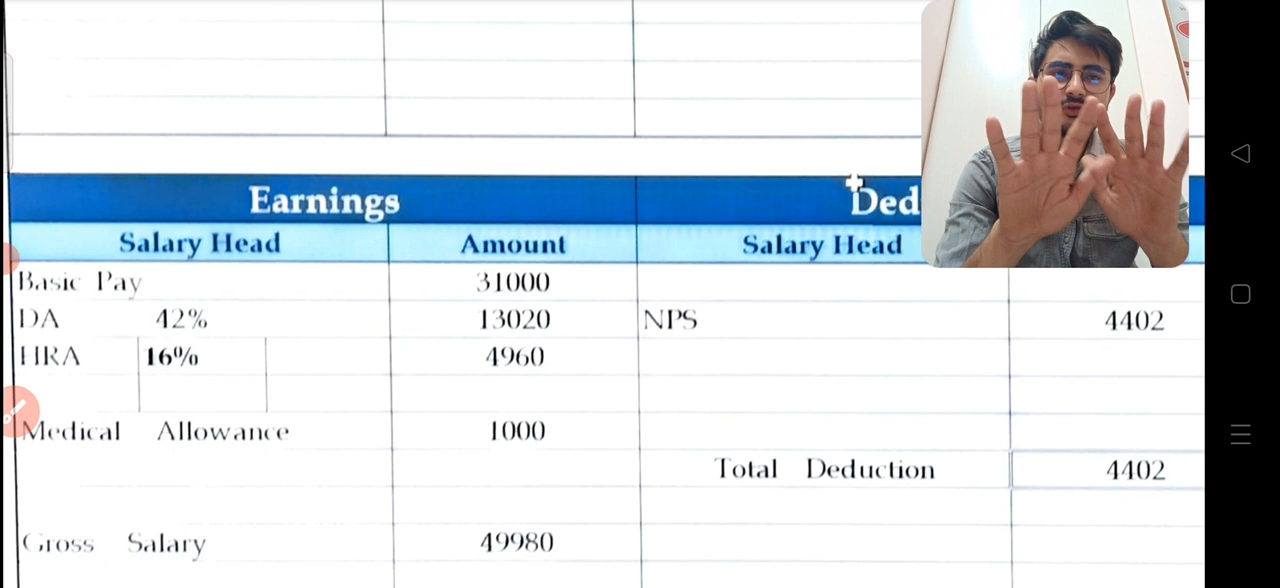 Earnings Ded
Salary Head Amount Salary Head
Basic Pay 31000
DA 42% 13020 NPS 4402
HRA 16% 4960
Medical Allowance 1000
Total Deduction 4402
Gross Salary 49980